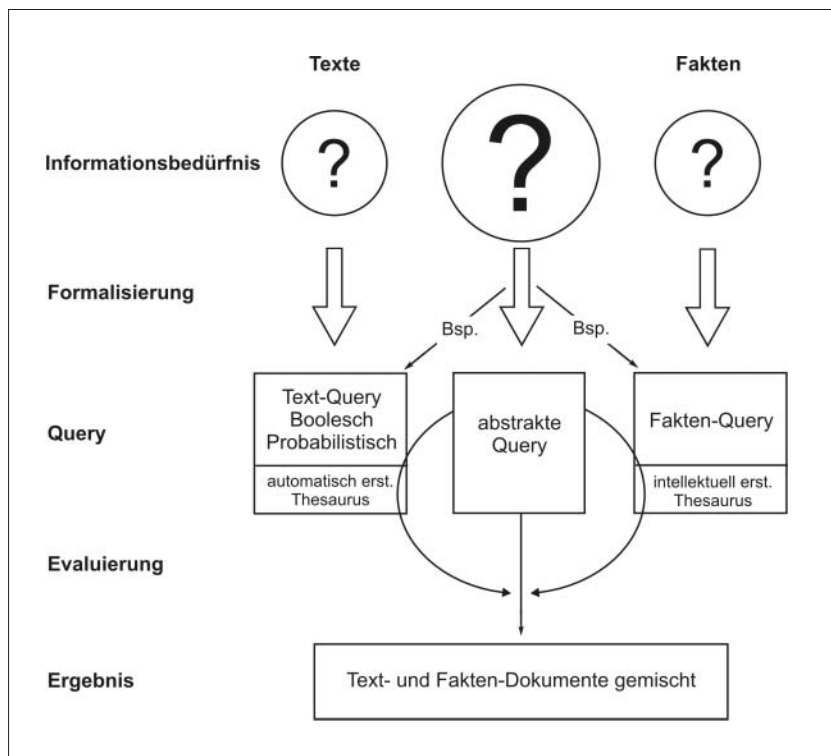 Texte
Fakten
Informationsbedürfnis
?
?
?
Formalisierung
Bsp.
Bsp.
Query
Text-Query
Boolesch
Probabilistisch
automatisch erst.
Thesaurus
abstrakte
Query
Fakten-Query
intellektuell erst.
Thesaurus
Evaluierung
Ergebnis
Text- und Fakten-Dokumente gemischt